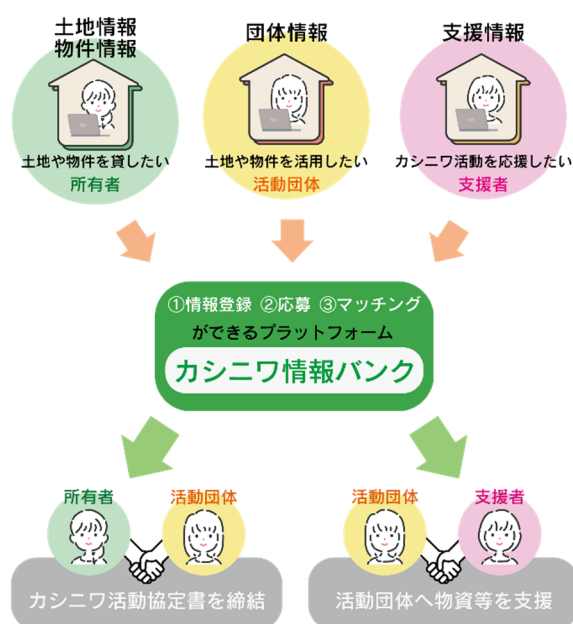 土地情報
物件情報
団体情報
支援情報
土地や物件を貸したい
所有者
土地や物件を活用したい
活動団体
カシニワ活動を応援したい
支援者
①情報登録 ②応募 ③マッチング
ができるプラットフォーム
カシニワ情報バンク
所有者
活動団体
カシニワ活動協定書を締結
活動団体
支援者
活動団体へ物資等を支援